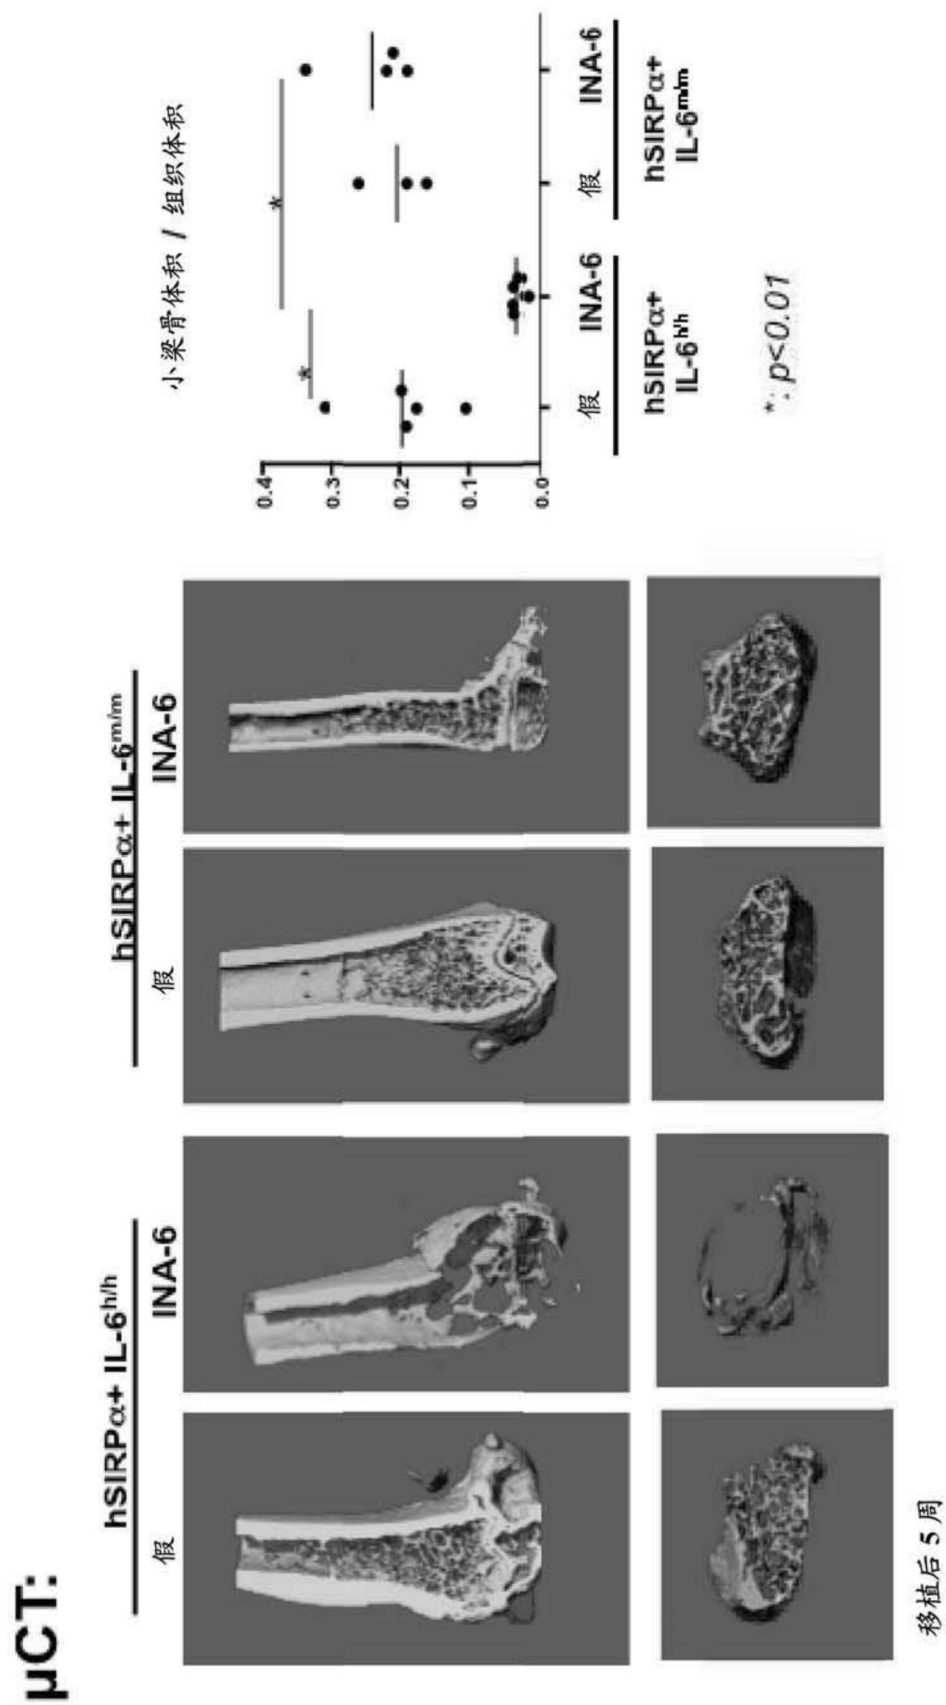 μCT:
hSIRPα+ IL-6h/h
hSIRPα+ IL-6m/m
假
INA-6
假
INA-6
移植后 5 周
小梁骨体积 / 组织体积
*
*
0.4
0.3
0.2
0.1
0.0
假
INA-6
假
INA-6
hSIRPα+
IL-6h/h
hSIRPα+
IL-6m/m
*: p<0.01